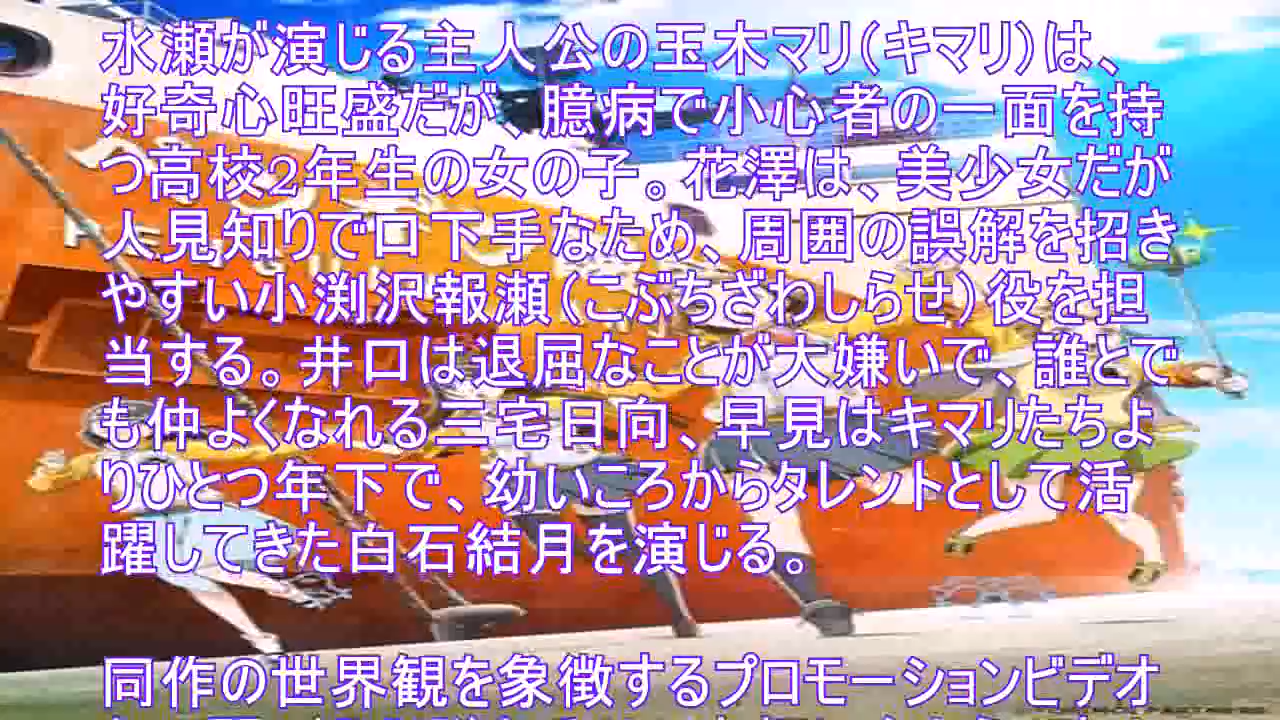 水瀬が演じる主人公の玉木マリ（キマリ）は、
好奇心旺盛だが、臆病で小心者の一面を持
つ高校2年生の女の子。花澤は、美少女だが
人見知りで口下手なため、周囲の誤解を招き
やすい小渕沢報瀬（こぶちざわしらせ）役を担
当する。井口は退屈なことが大嫌いで、誰とで
も仲よくなれる三宅日向、早見はキマリたちよ
りひとつ年下で、幼いころからタレントとして活
躍してきた白石結月を演じる。
同作の世界観を象徴するプロモーションビデオ